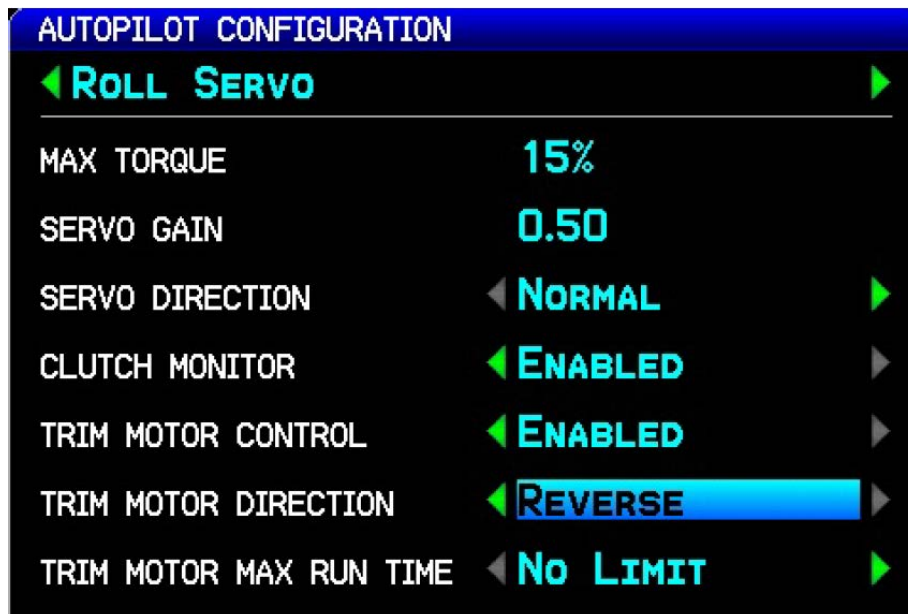 AUTOPILOT CONFIGURATION
ROLL SERVO
MAX TORQUE 15%
SERVO GAIN 0.50
SERVO DIRECTION NORMAL
CLUTCH MONITOR ENABLED
TRIM MOTOR CONTROL ENABLED
TRIM MOTOR DIRECTION REVERSE
TRIM MOTOR MAX RUN TIME NO LIMIT